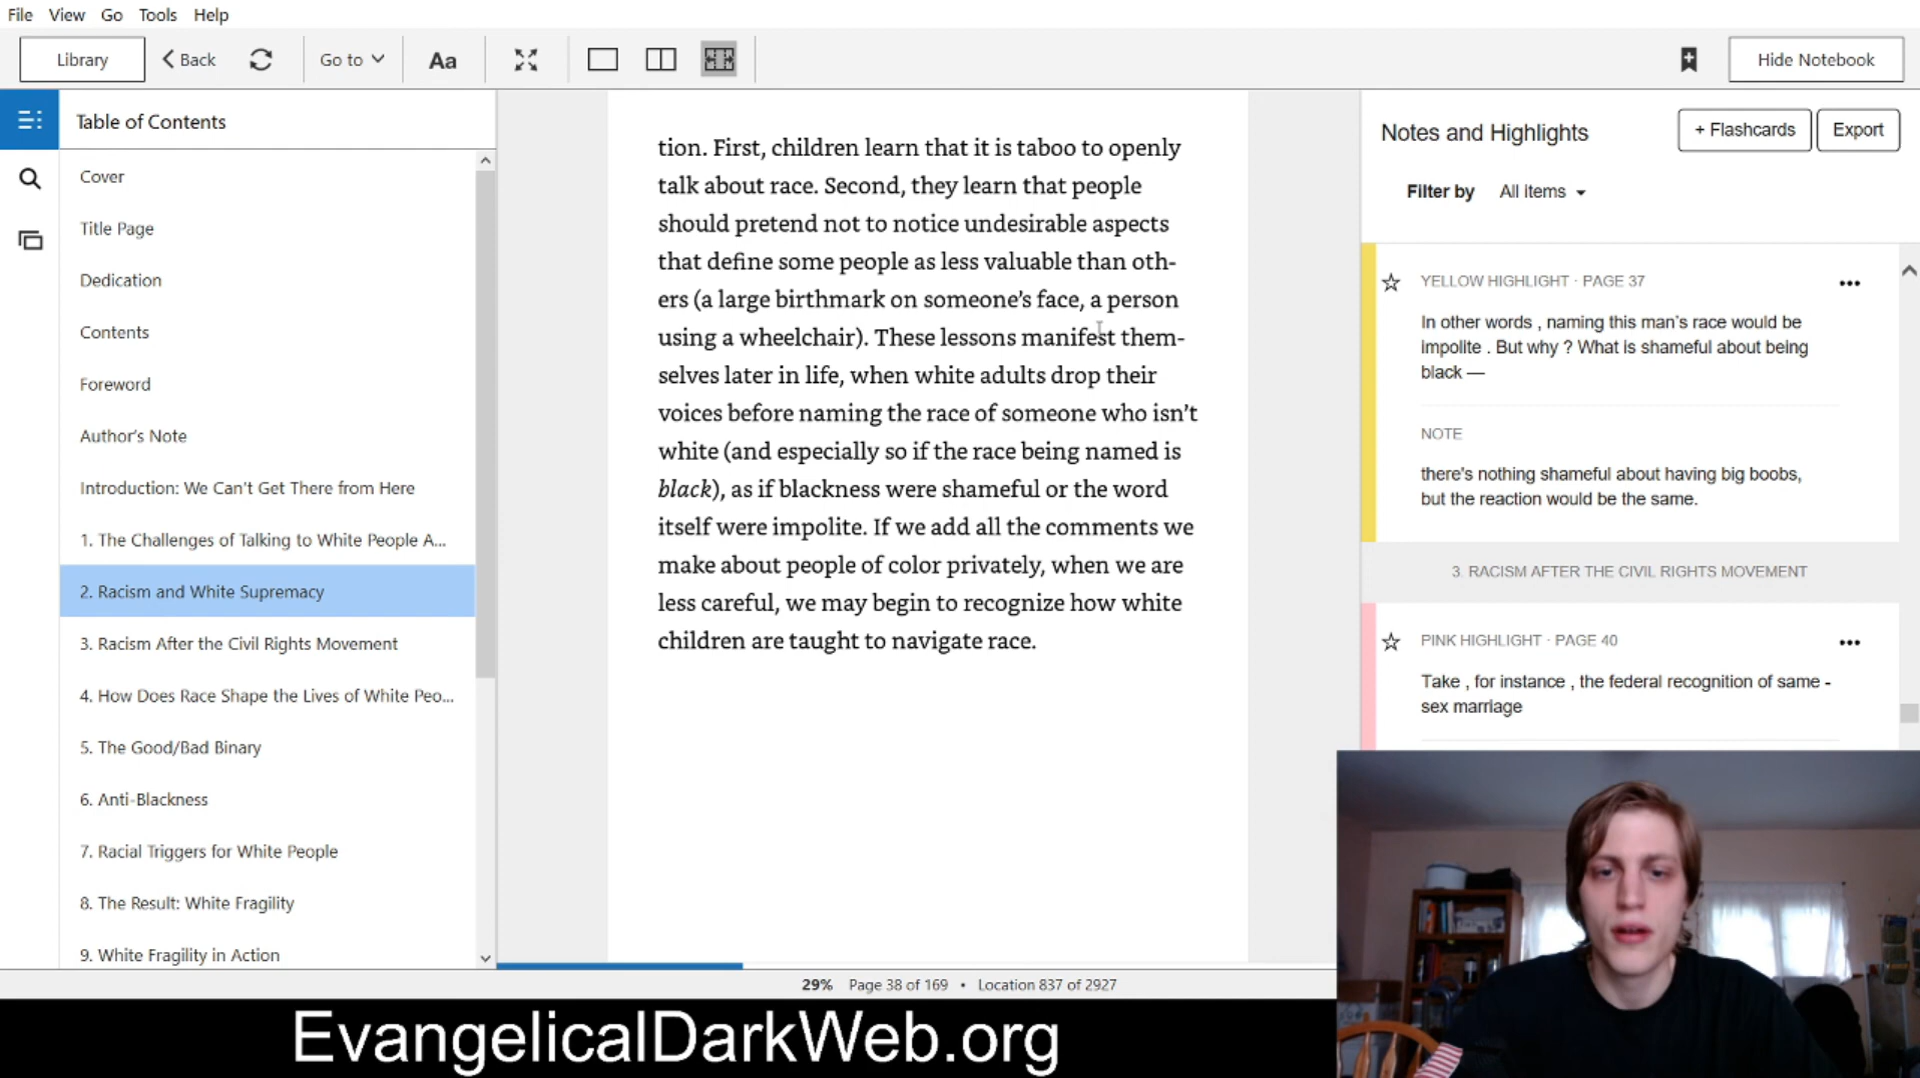 File View Go Tools Help
Library Back Go to Aa Hide Notebook
Table of Contents
Cover
Title Page
Dedication
Contents
Foreword
Author's Note
Introduction: We Can't Get There from Here
1. The Challenges of Talking to White People A...
2. Racism and White Supremacy
3. Racism After the Civil Rights Movement
4. How Does Race Shape the Lives of White Peo...
5. The Good/Bad Binary
6. Anti-Blackness
7. Racial Triggers for White People
8. The Result: White Fragility
9. White Fragility in Action
tion. First, children learn that it is taboo to openly
talk about race. Second, they learn that people
should pretend not to notice undesirable aspects
that define some people as less valuable than oth-
ers (a large birthmark on someone's face, a person
using a wheelchair). These lessons manifest them-
selves later in life, when white adults drop their
voices before naming the race of someone who isn't
white (and especially so if the race being named is
black), as if blackness were shameful or the word
itself were impolite. If we add all the comments we
make about people of color privately, when we are
less careful, we may begin to recognize how white
children are taught to navigate race.
29% Page 38 of 169 • Location 837 of 2927
Notes and Highlights + Flashcards Export
Filter by All items
YELLOW HIGHLIGHT · PAGE 37
In other words , naming this man's race would be
impolite . But why ? What is shameful about being
black —
NOTE
there's nothing shameful about having big boobs,
but the reaction would be the same.
3. RACISM AFTER THE CIVIL RIGHTS MOVEMENT
PINK HIGHLIGHT · PAGE 40
Take , for instance , the federal recognition of same -
sex marriage
EvangelicalDarkWeb.org